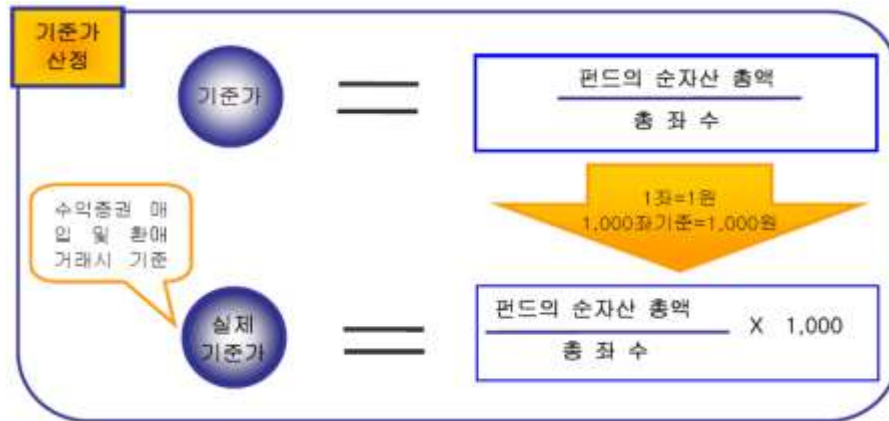 기준가
산정
기준가
펀드의 순자산 총액
총 좌 수
1좌=1원
1,000좌기준=1,000원
수익증권 매
입 및 환매
거래시 기준
실제
기준가
펀드의 순자산 총액
총 좌 수
X 1,000